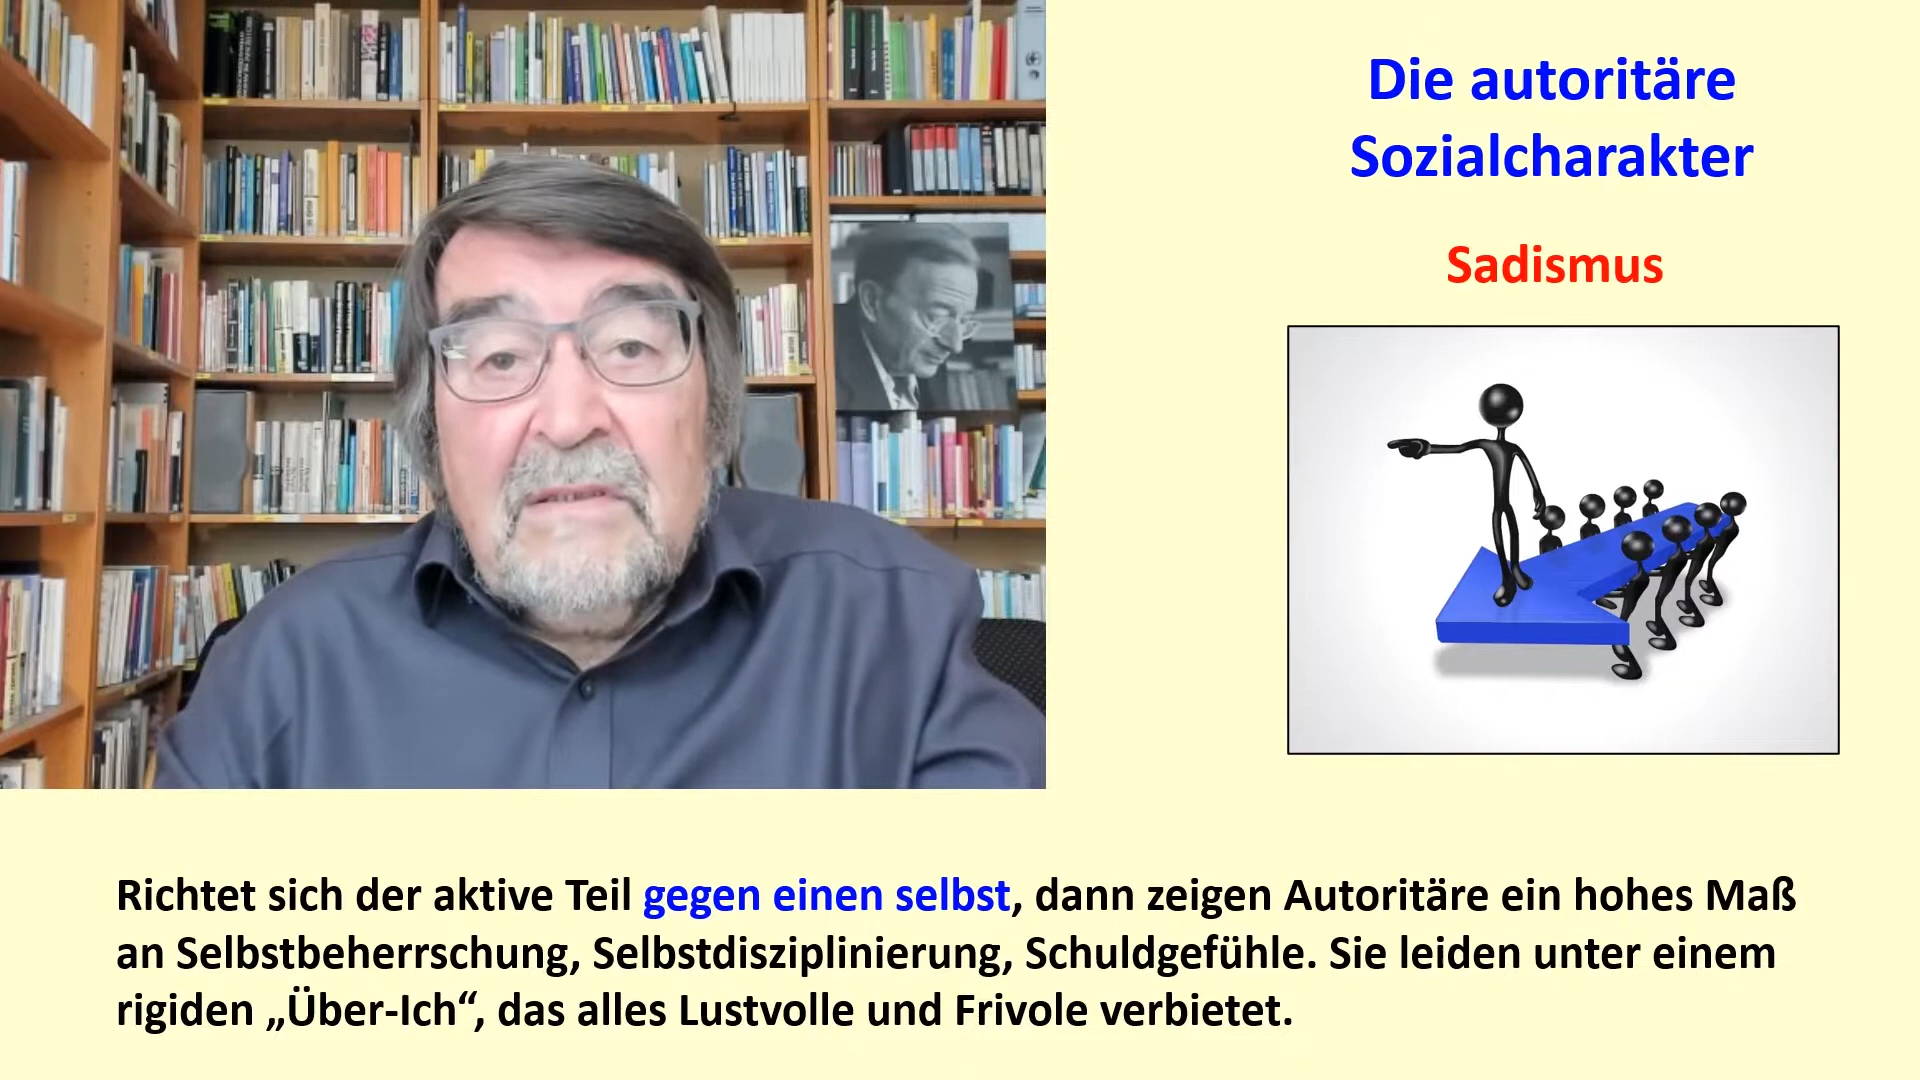 Die autoritäre
Sozialcharakter
Sadismus
Richtet sich der aktive Teil gegen einen selbst, dann zeigen Autoritäre ein hohes Maß
an Selbstbeherrschung, Selbstdisziplinierung, Schuldgefühle. Sie leiden unter einem
rigiden „Über-Ich“, das alles Lustvolle und Frivole verbietet.